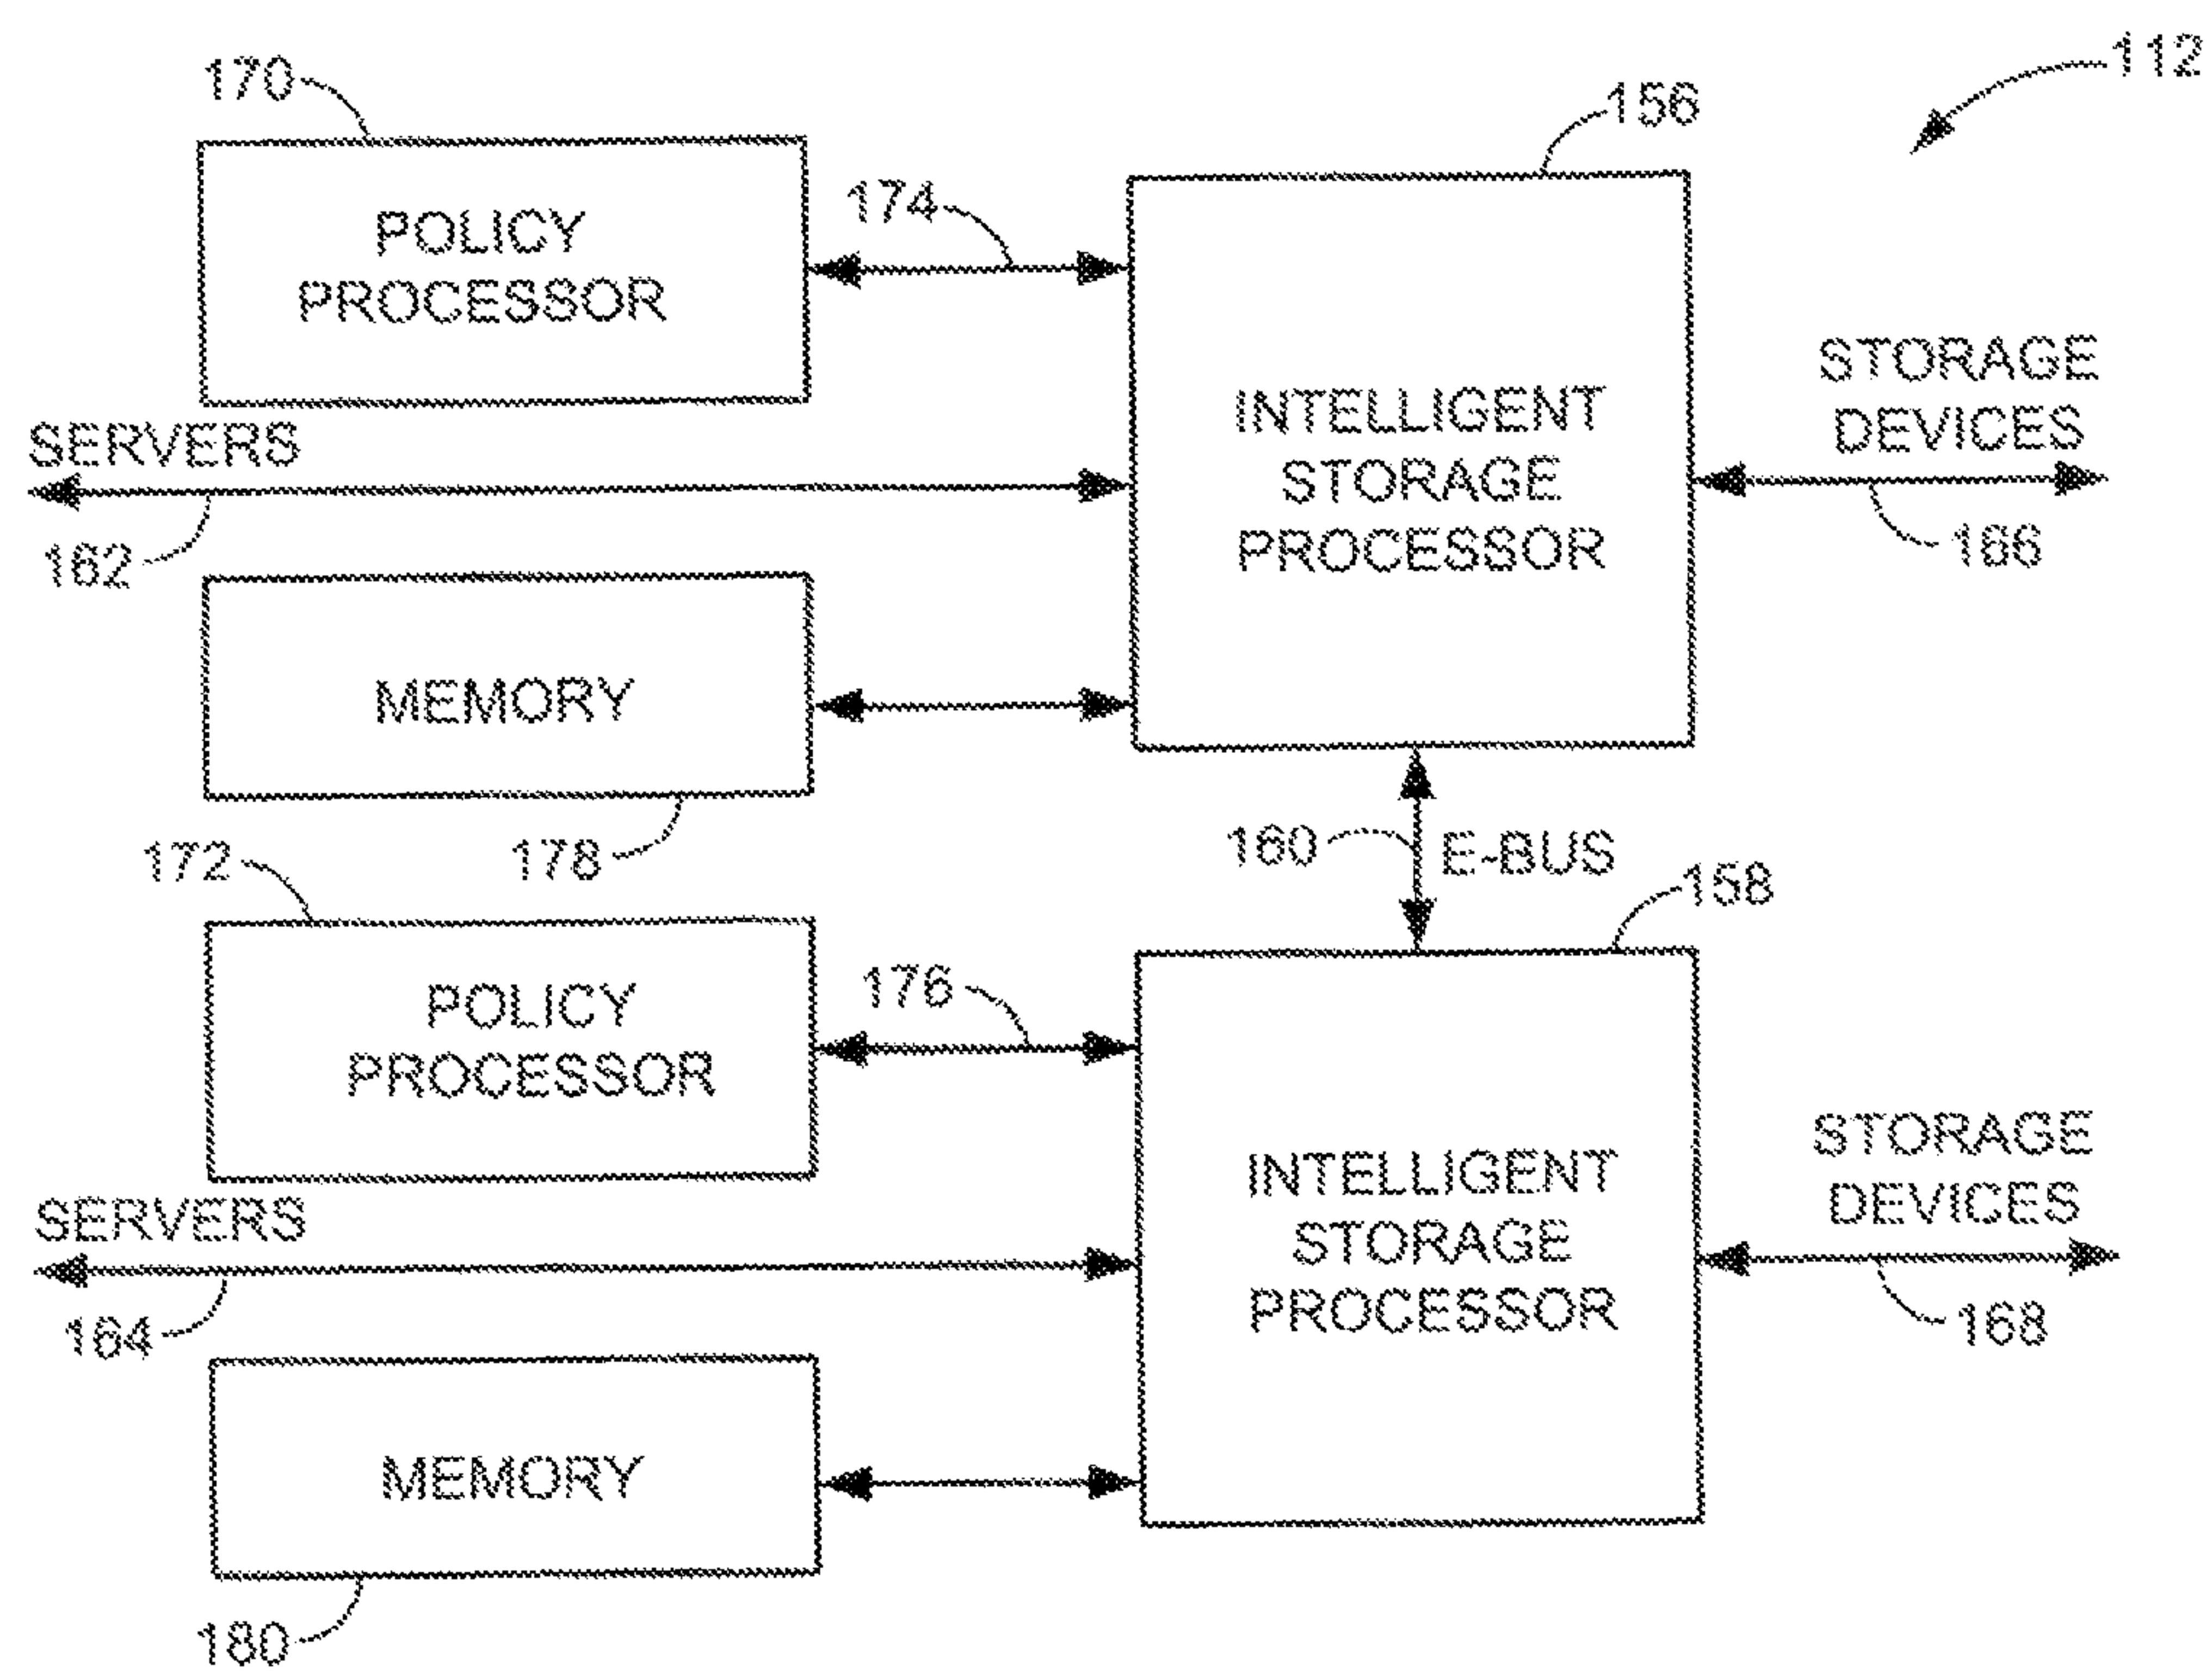 112
170
156
174
POLICY
PROCESSOR
STORAGE
DEVICES
INTELLIGENT
STORAGE
PROCESSOR
SERVERS
162
166
MEMORY
178
160
E-BUS
172
158
176
POLICY
PROCESSOR
STORAGE
DEVICES
INTELLIGENT
STORAGE
PROCESSOR
SERVERS
164
168
MEMORY
180